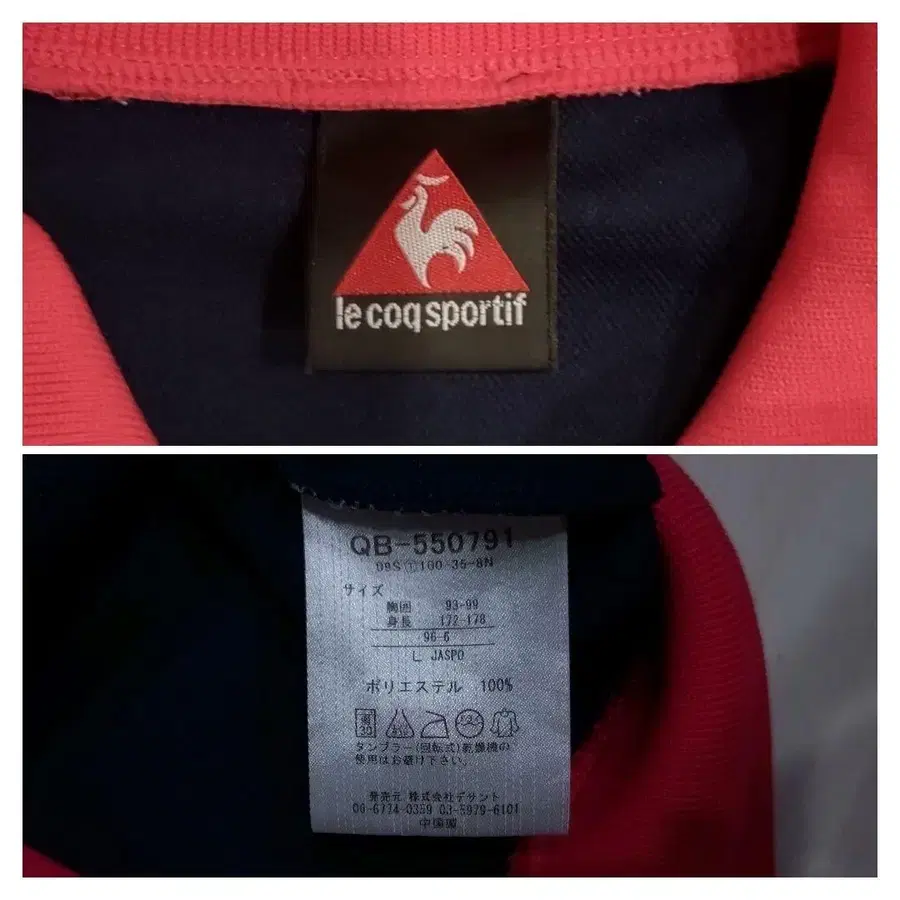 le coq sportif
QB-550791
09S① 100-35-8N
サイズ
胸囲 93-99
身長 172-178
96-6
L JASPO
ポリエステル 100%
タンブラー(回転式)乾燥機の
使用はお避け下さい。
発売元 株式会社デサント
06-6774-0359 03-5979-6101
中国製